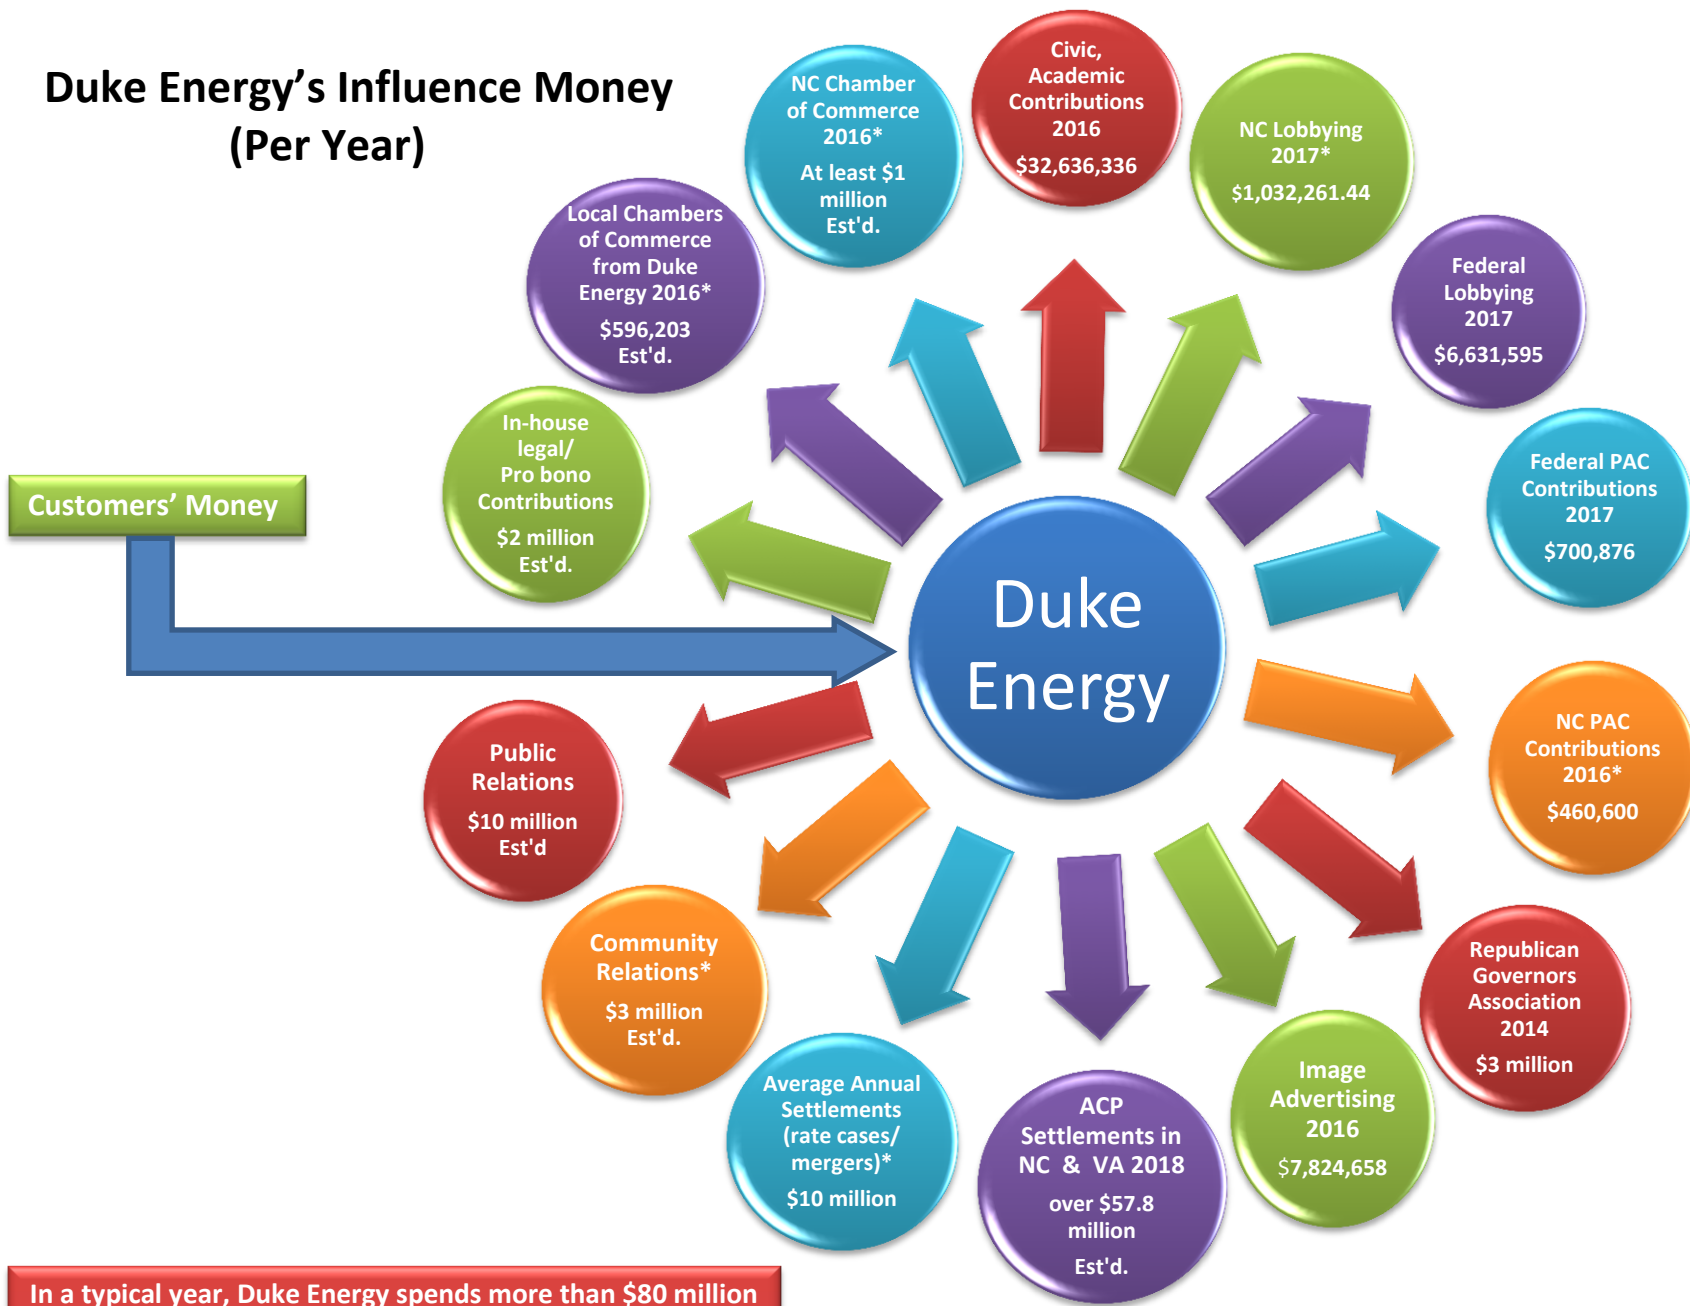 Duke Energy's Influence Money
(Per Year)
NC Chamber
of Commerce
2016*
At least $1
million
Est'd.
Civic,
Academic
Contributions
2016
$32,636,336
NC Lobbying
2017*
$1,032,261.44
Federal
Lobbying
2017
$6,631,595
Federal PAC
Contributions
2017
$700,876
NC PAC
Contributions
2016*
$460,600
Republican
Governors
Association
2014
$3 million
Image
Advertising
2016
$7,824,658
ACP
Settlements in
NC & VA 2018
over $57.8
million
Est'd.
Average Annual
Settlements
(rate cases/
mergers)*
$10 million
Community
Relations*
$3 million
Est'd.
Public
Relations
$10 million
Est'd
In-house
legal/
Pro bono
Contributions
$2 million
Est'd.
Local Chambers
of Commerce
from Duke
Energy 2016*
$596,203
Est'd.
Customers' Money
Duke
Energy
In a typical year, Duke Energy spends more than $80 million